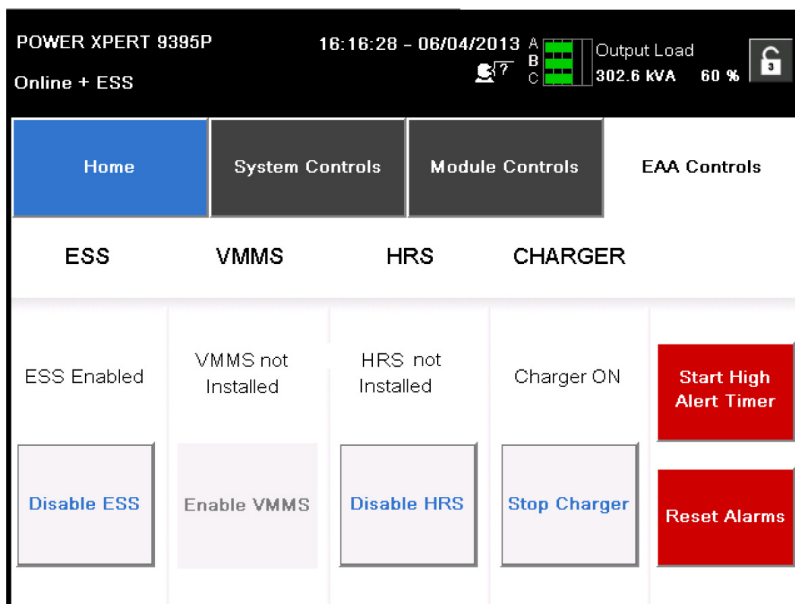 POWER XPERT 9395P
16:16:28 - 06/04/2013
A
B
C
Output Load
302.6 kVA 60 %
3
?
Online + ESS
Home
System Controls
Module Controls
EAA Controls
ESS
VMMS
HRS
CHARGER
ESS Enabled
VMMS not
Installed
HRS not
Installed
Charger ON
Start High
Alert Timer
Disable ESS
Enable VMMS
Disable HRS
Stop Charger
Reset Alarms